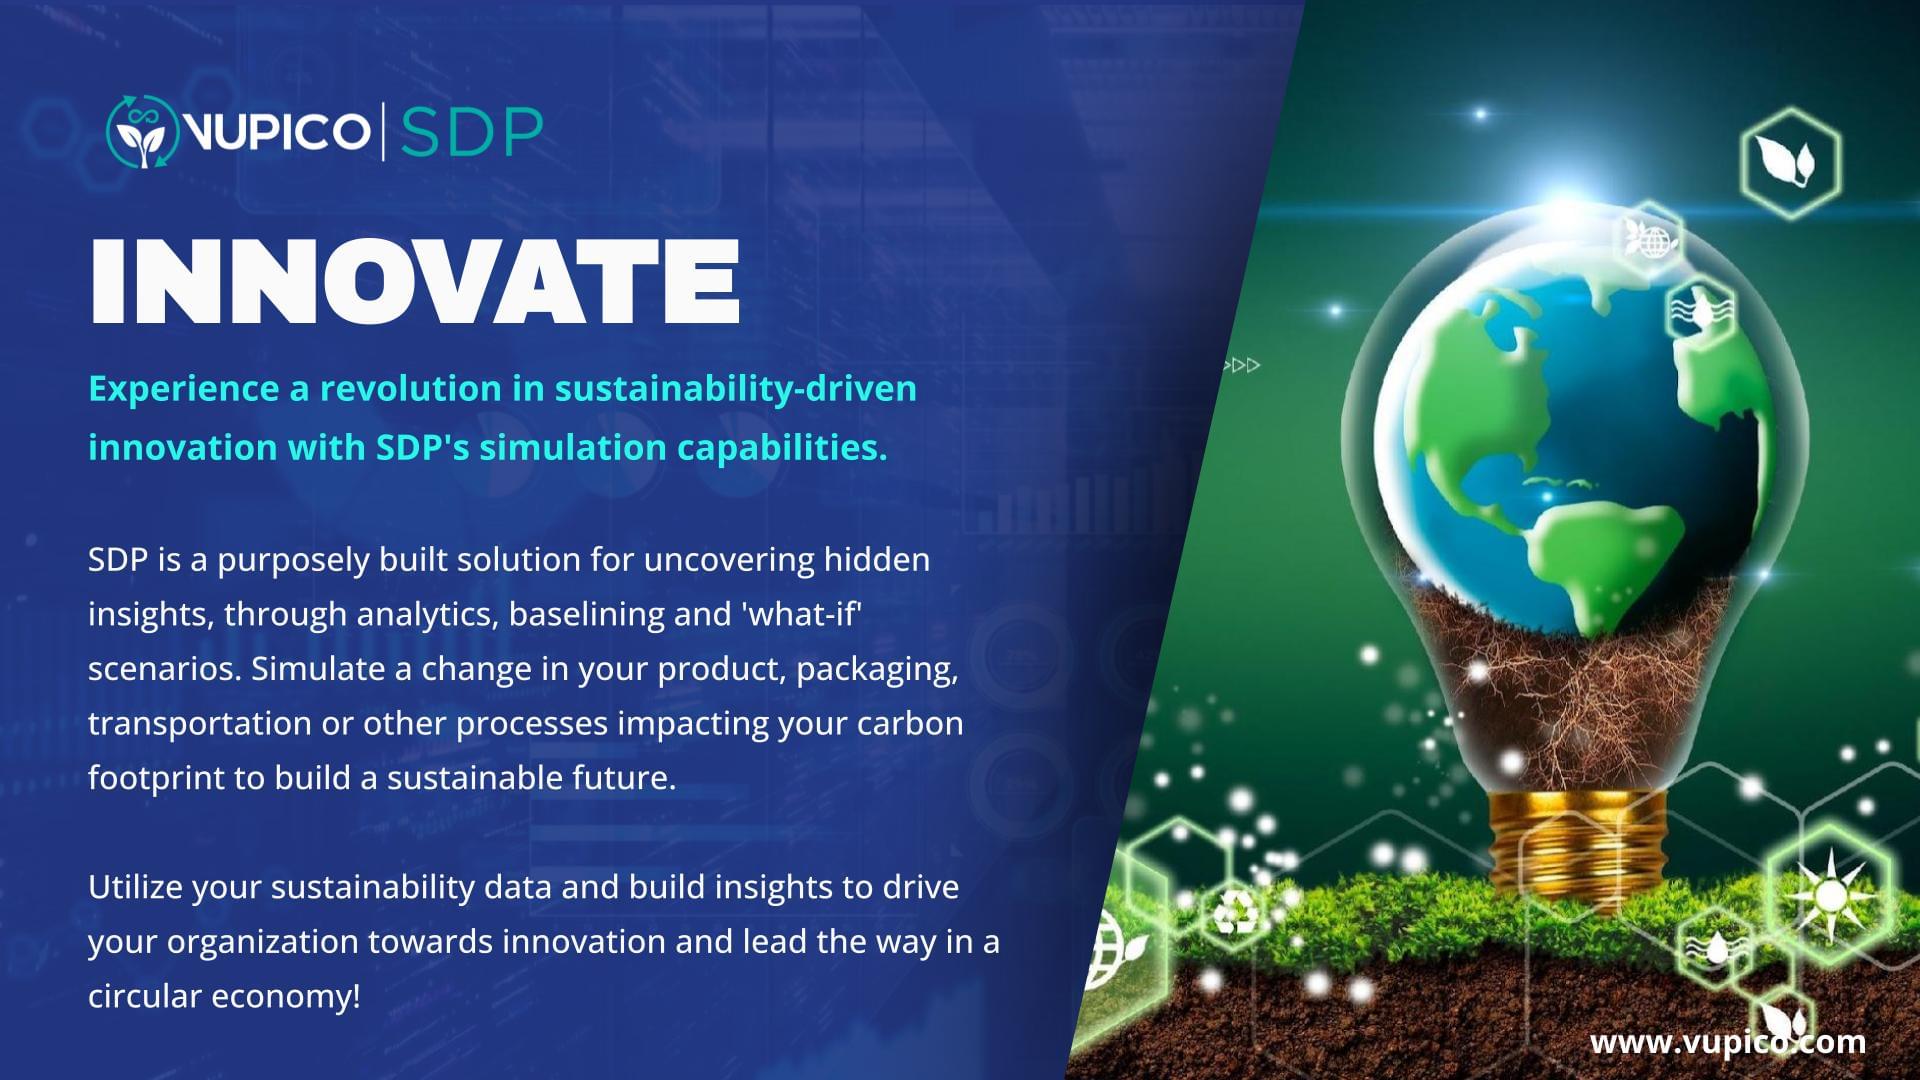 VUPICO | SDP
INNOVATE
Experience a revolution in sustainability-driven
innovation with SDP's simulation capabilities.
SDP is a purposely built solution for uncovering hidden
insights, through analytics, baselining and 'what-if'
scenarios. Simulate a change in your product, packaging,
transportation or other processes impacting your carbon
footprint to build a sustainable future.
Utilize your sustainability data and build insights to drive
your organization towards innovation and lead the way in a
circular economy!
www.vupico.com